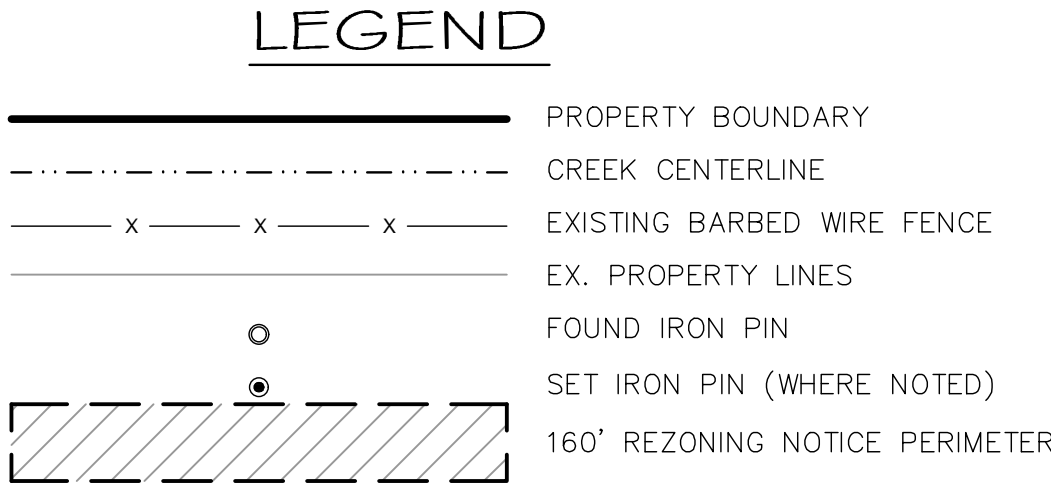 LEGEND
PROPERTY BOUNDARY
CREEK CENTERLINE
X X X EXISTING BARBED WIRE FENCE
EX. PROPERTY LINES
FOUND IRON PIN
SET IRON PIN (WHERE NOTED)
160' REZONING NOTICE PERIMETER